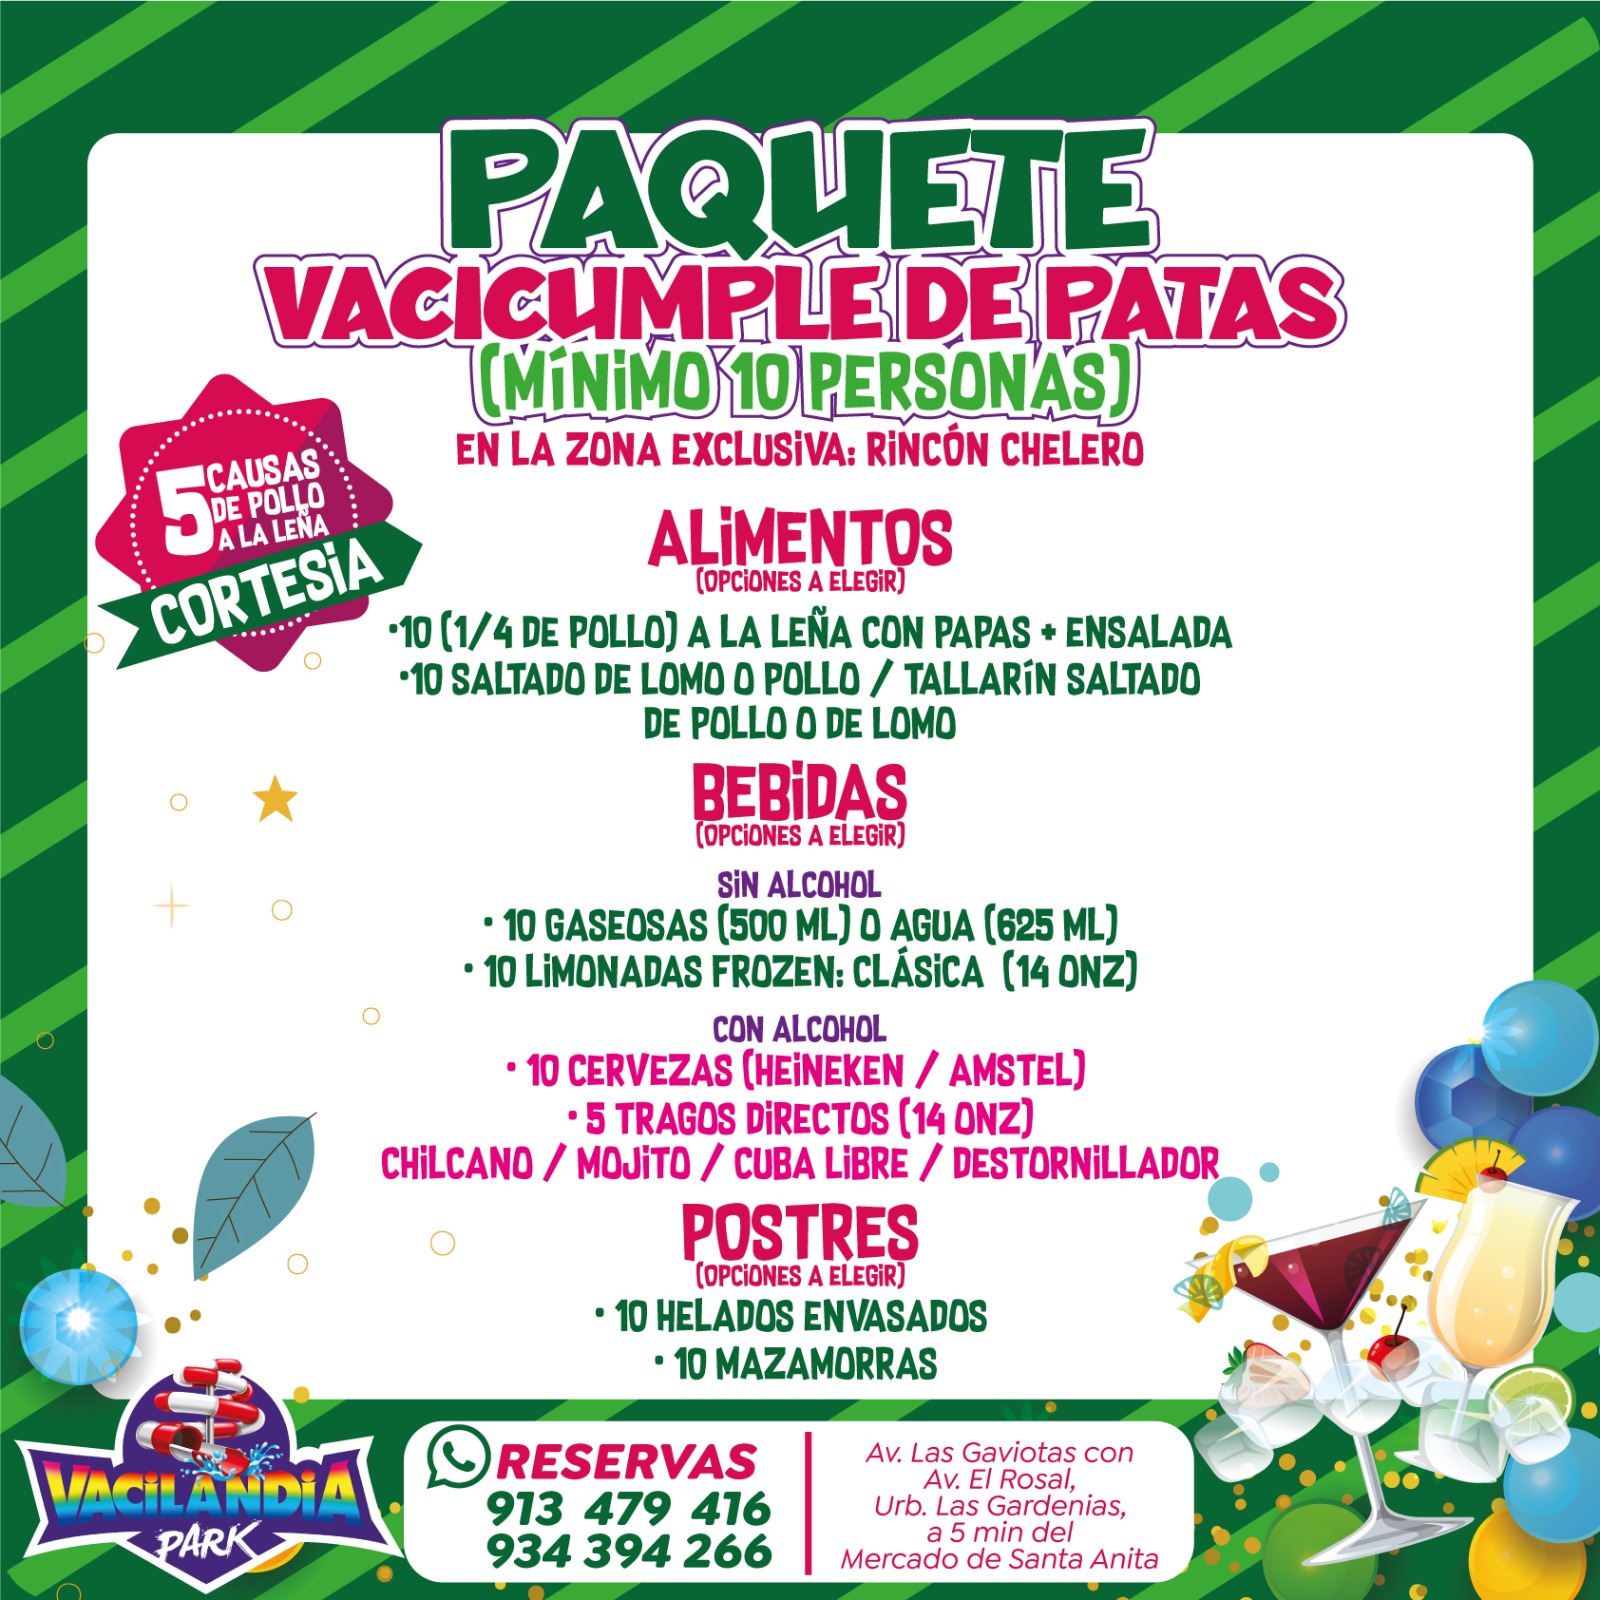 PAQUETE
VACICUMPLE DE PATAS
(MÍNIMO 10 PERSONAS)
EN LA ZONA EXCLUSIVA: RINCÓN CHELERO
5 CAUSAS
DE POLLO
A LA LEÑA
CORTESIA
ALIMENTOS
(OPCIONES A ELEGIR)
•10 (1/4 DE POLLO) A LA LEÑA CON PAPAS + ENSALADA
•10 SALTADO DE LOMO O POLLO / TALLARÍN SALTADO
DE POLLO O DE LOMO
BEBIDAS
(OPCIONES A ELEGIR)
SIN ALCOHOL
• 10 GASEOSAS (500 ML) O AGUA (625 ML)
• 10 LIMONADAS FROZEN: CLÁSICA (14 ONZ)
CON ALCOHOL
• 10 CERVEZAS (HEINEKEN / AMSTEL)
• 5 TRAGOS DIRECTOS (14 ONZ)
CHILCANO / MOJITO / CUBA LIBRE / DESTORNILLADOR
POSTRES
(OPCIONES A ELEGIR)
• 10 HELADOS ENVASADOS
• 10 MAZAMORRAS
VACILANDIA
PARK
RESERVAS
913 479 416
934 394 266
Av. Las Gaviotas con
Av. El Rosal,
Urb. Las Gardenias,
a 5 min del
Mercado de Santa Anita